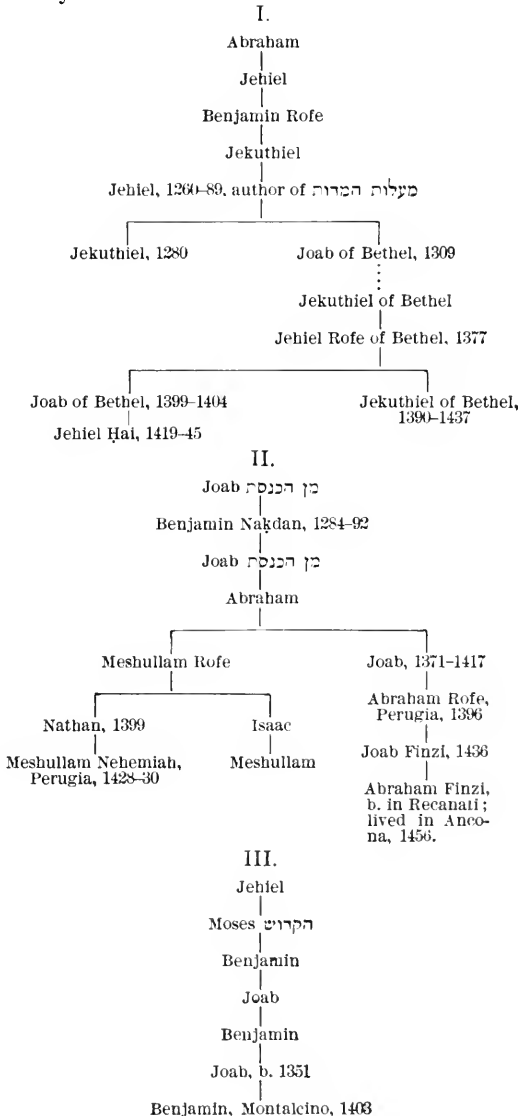 I.
Abraham
Jehiel
Benjamin Rofe
Jekuthiel
Jehiel, 1260–89, author of מעלות המדות
Jekuthiel, 1280 Joab of Bethel, 1309
Jekuthiel of Bethel
Jehiel Rofe of Bethel, 1377
Joab of Bethel, 1399–1404
Jehiel Ḥai, 1419–45
Jekuthiel of Bethel,
1390–1437
II.
Joab מן הכנסת
Benjamin Naḳdan, 1284–92
Joab מן הכנסת
Abraham
Meshullam Rofe
Nathan, 1399
Meshullam Nehemiah,
Perugia, 1428–30
Isaac
Meshullam
Joab, 1371–1417
Abraham Rofe,
Perugia, 1396
Joab Finzi, 1436
Abraham Finzi,
b. in Recanati;
lived in Anco-
na, 1456.
III.
Jehiel
Moses הקדוש
Benjamin
Joab
Benjamin
Joab, b. 1351
Benjamin, Montalcino, 1403